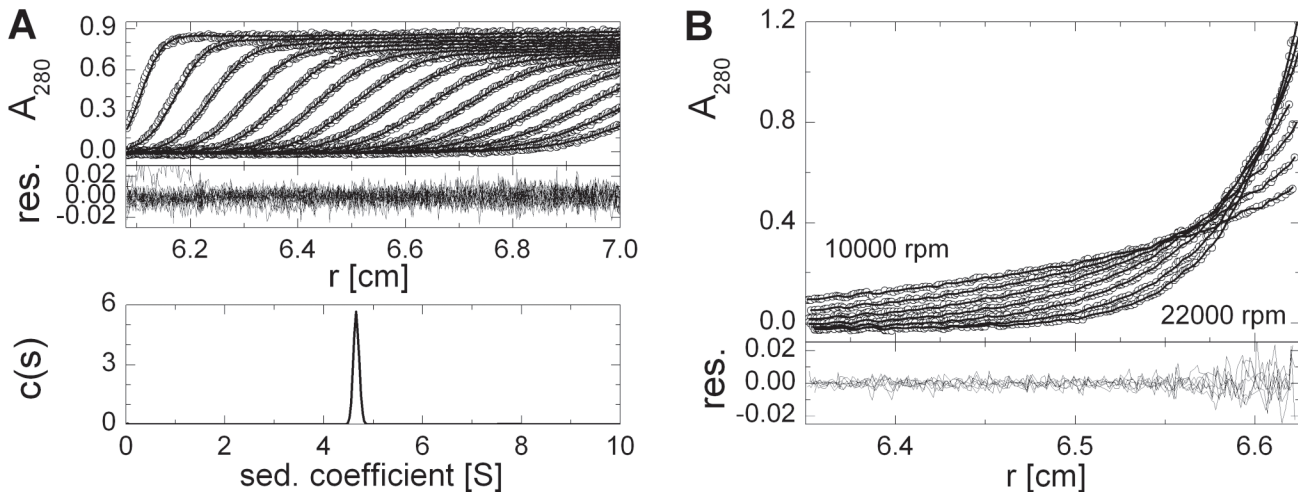 A
A280
0.9
0.6
0.3
0.0
res.
0.02
0.00
-0.02
6.2 6.4 6.6 6.8 7.0
r [cm]
c(s)
6
3
0
0 2 4 6 8 10
sed. coefficient [S]
B
A280
1.2
0.8
0.4
0.0
10000 rpm
22000 rpm
res.
0.02
0.00
-0.02
6.4 6.5 6.6
r [cm]